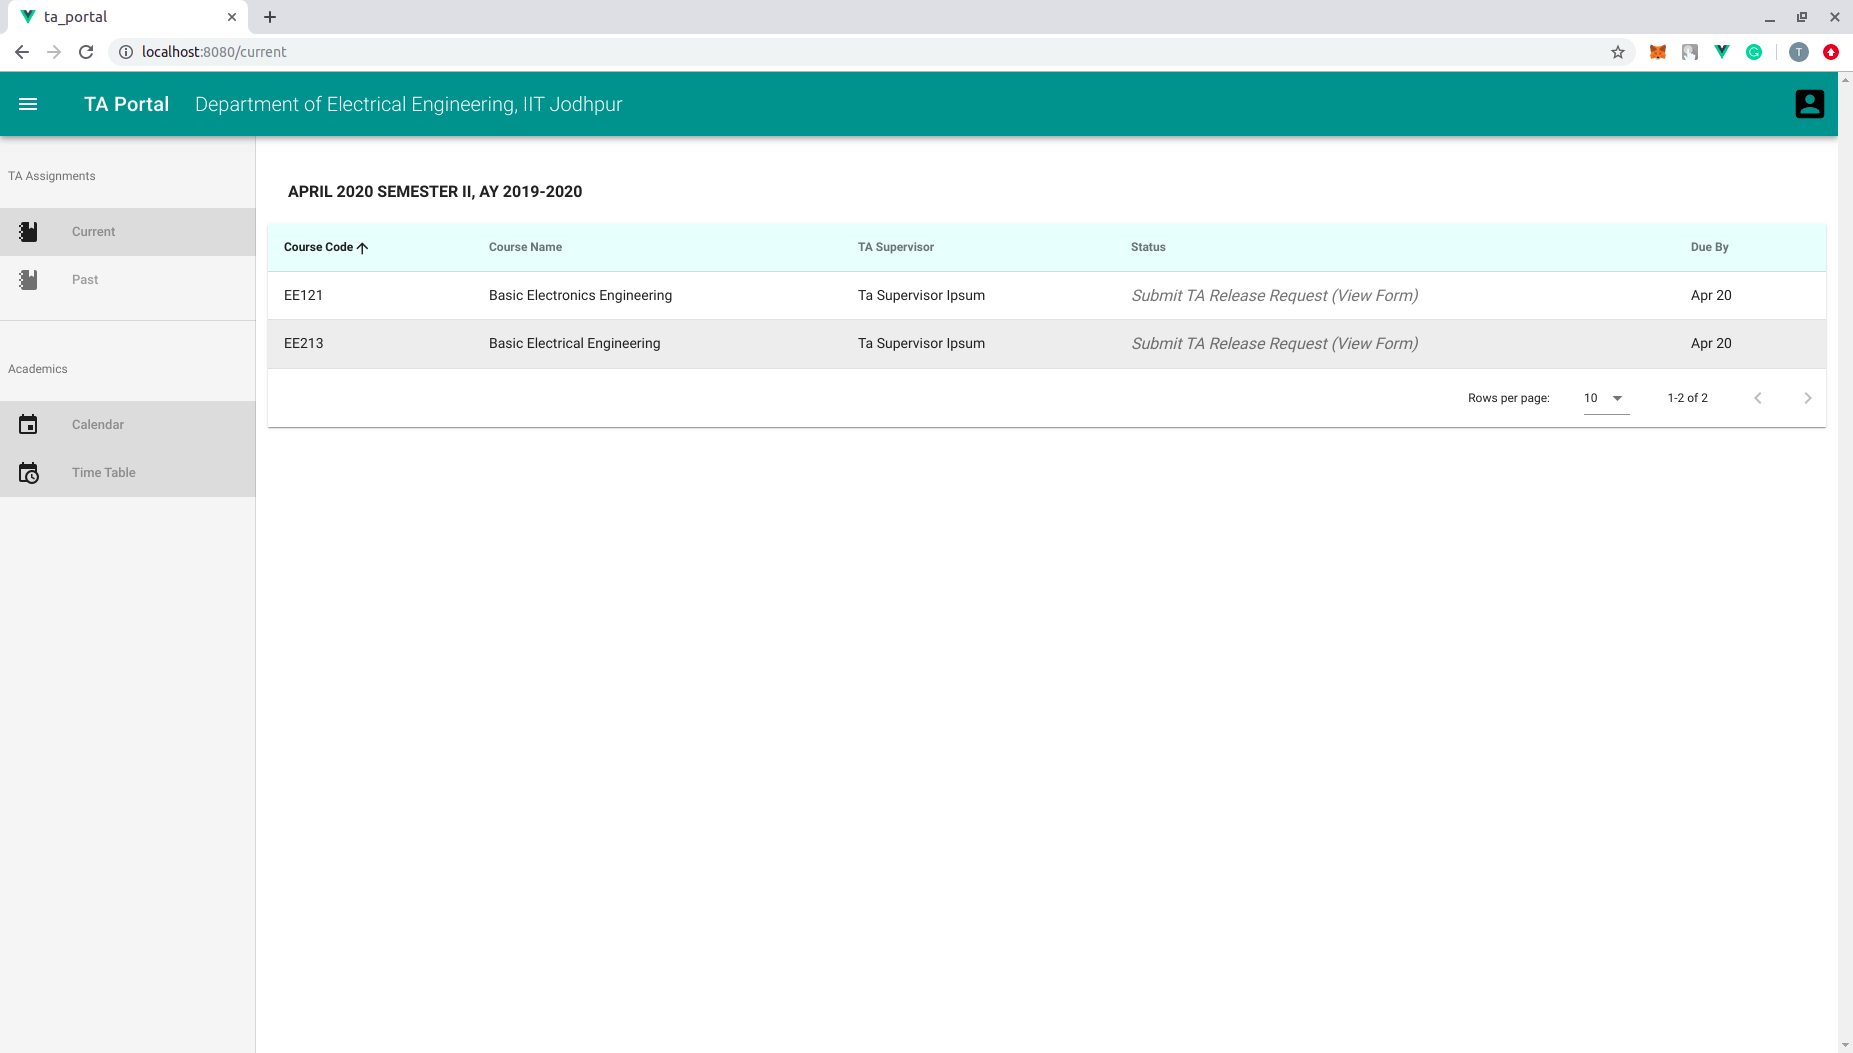 ta_portal
localhost:8080/current
T
TA Portal Department of Electrical Engineering, IIT Jodhpur
TA Assignments
Current
Past
Academics
Calendar
Time Table
APRIL 2020 SEMESTER II, AY 2019-2020
Course Code Course Name TA Supervisor Status Due By
EE121 Basic Electronics Engineering Ta Supervisor Ipsum Submit TA Release Request (View Form) Apr 20
EE213 Basic Electrical Engineering Ta Supervisor Ipsum Submit TA Release Request (View Form) Apr 20
Rows per page: 10 1-2 of 2